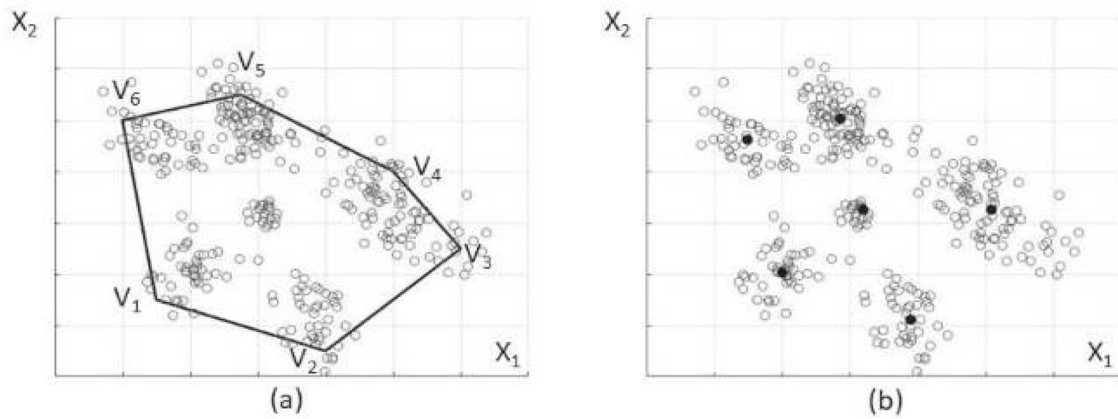 X₂
V₅
V₆
V₄
V₃
V₁
V₂
X₁
(a)
X₂
X₁
(b)